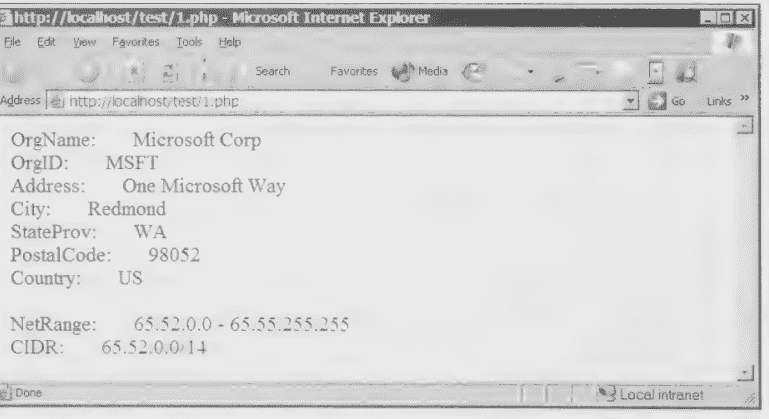 http://localhost/test/1.php - Microsoft Internet Explorer
File Edit View Favorites Tools Help
Search Favorites Media
Address http://localhost/test/1.php Go Links »
OrgName: Microsoft Corp
OrgID: MSFT
Address: One Microsoft Way
City: Redmond
StateProv: WA
PostalCode: 98052
Country: US
NetRange: 65.52.0.0 - 65.55.255.255
CIDR: 65.52.0.0/14
Done Local intranet